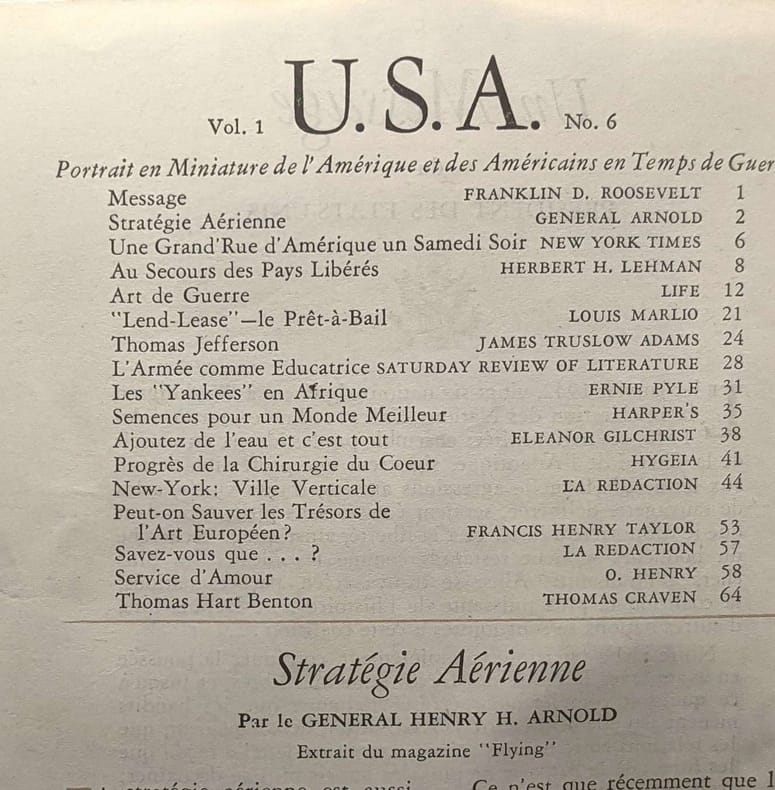 U.S.A.
Vol. 1 No. 6
Portrait en Miniature de l'Amérique et des Américains en Temps de Guer
Message FRANKLIN D. ROOSEVELT 1
Stratégie Aérienne GENERAL ARNOLD 2
Une Grand'Rue d'Amérique un Samedi Soir NEW YORK TIMES 6
Au Secours des Pays Libérés HERBERT H. LEHMAN 8
Art de Guerre LIFE 12
"Lend-Lease"—le Prêt-à-Bail LOUIS MARLIO 21
Thomas Jefferson JAMES TRUSLOW ADAMS 24
L'Armée comme Educatrice SATURDAY REVIEW OF LITERATURE 28
Les "Yankees" en Afrique ERNIE PYLE 31
Semences pour un Monde Meilleur HARPER'S 35
Ajoutez de l'eau et c'est tout ELEANOR GILCHRIST 38
Progrès de la Chirurgie du Coeur HYGEIA 41
New-York: Ville Verticale LA REDACTION 44
Peut-on Sauver les Trésors de
l'Art Européen? FRANCIS HENRY TAYLOR 53
Savez-vous que . . . ? LA REDACTION 57
Service d'Amour O. HENRY 58
Thomas Hart Benton THOMAS CRAVEN 64
Stratégie Aérienne
Par le GENERAL HENRY H. ARNOLD
Extrait du magazine "Flying"
stratégie aérienne est aussi Ce n'est que récemment que l